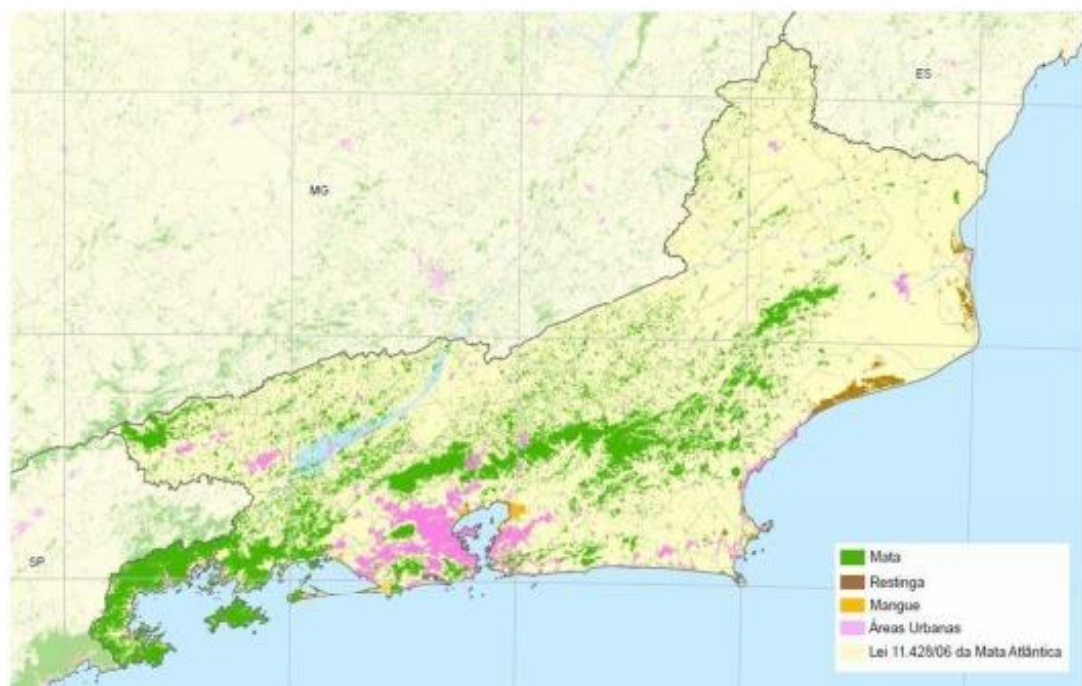 ES
MG
SP
Mata
Restinga
Mangue
Áreas Urbanas
Lei 11.428/06 da Mata Atlântica